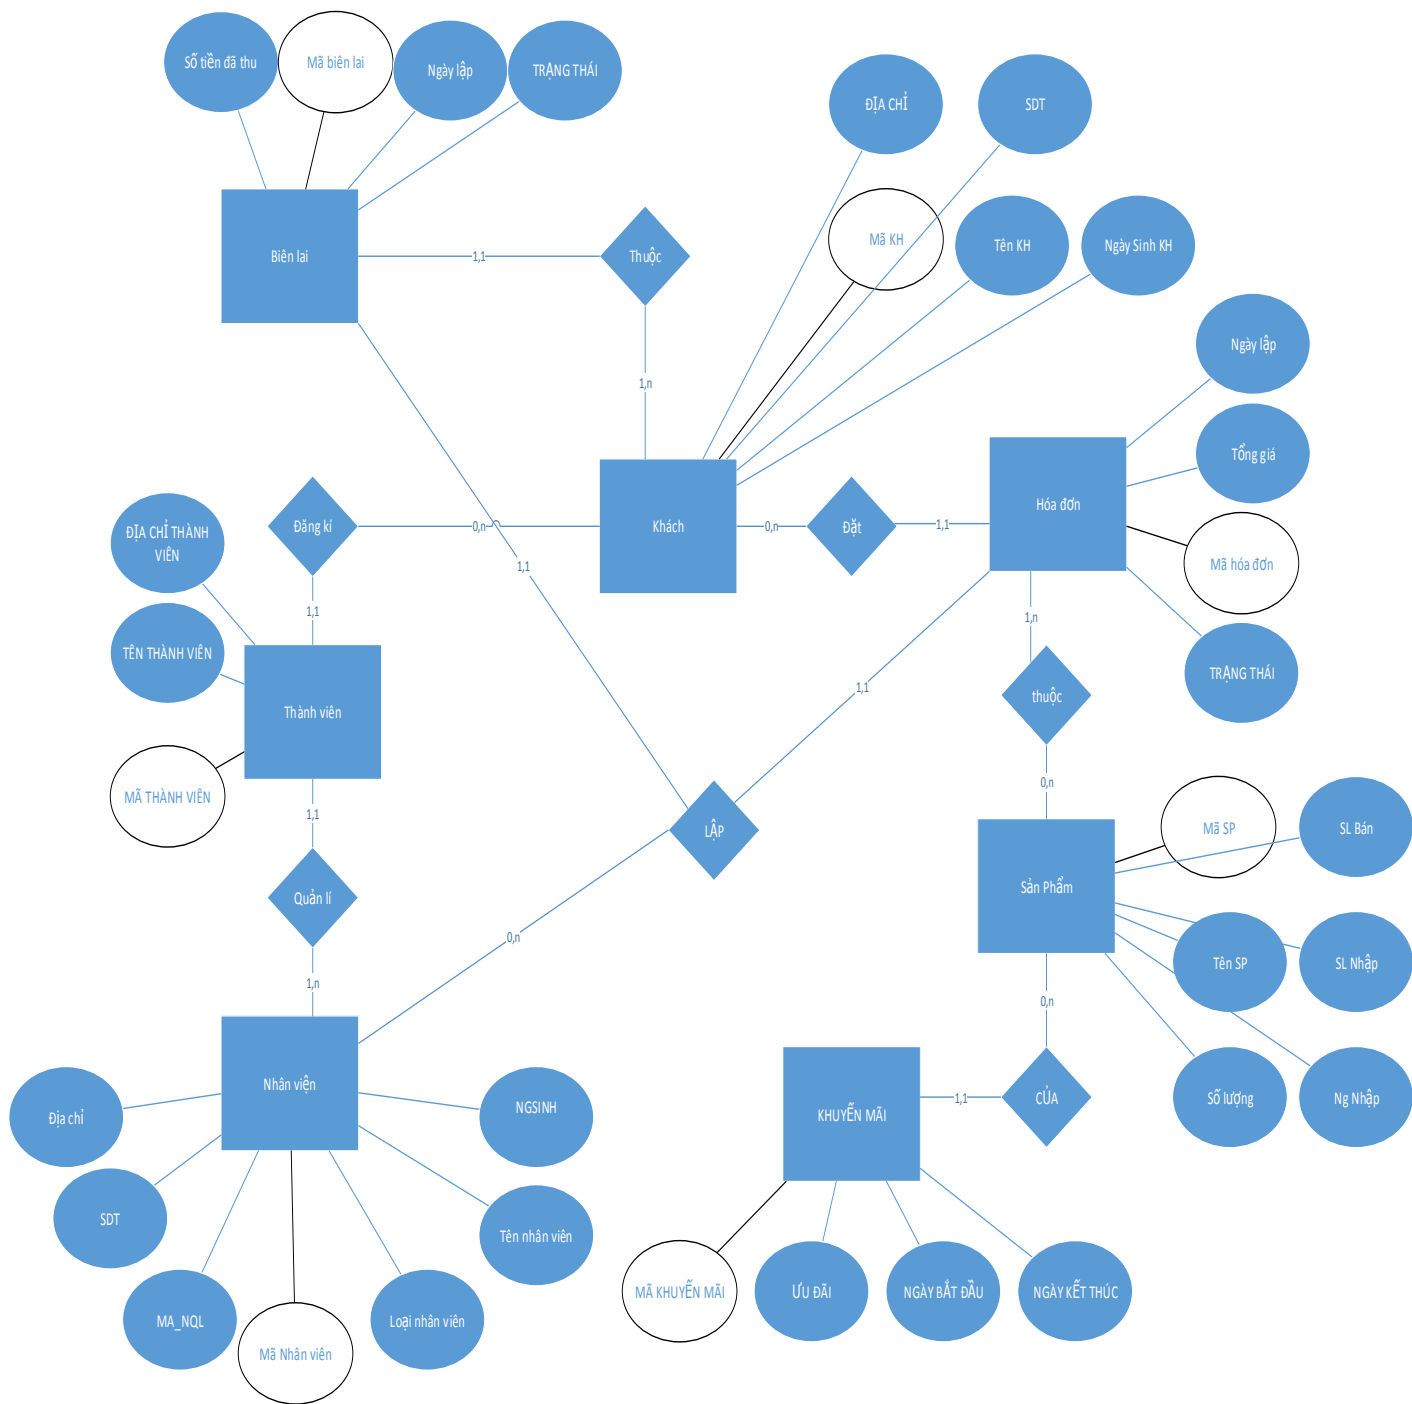 Số tiền đã thu
Mã biên lai
Ngày lập
TRẠNG THÁI
ĐỊA CHỈ
SDT
Mã KH
Tên KH
Ngày Sinh KH
Biên lai
1,1
Thuộc
1,n
Ngày lập
Tổng giá
Mã hóa đơn
TRẠNG THÁI
Hóa đơn
Đăng kí
0,n
Khách
0,n
Đặt
1,1
1,1
ĐỊA CHỈ THÀNH
VIÊN
TÊN THÀNH VIÊN
MÃ THÀNH VIÊN
1,1
Thành viên
1,n
thuộc
1,1
0,n
1,1
LẬP
Mã SP
SL Bán
Sản Phẩm
Tên SP
SL Nhập
Số lượng
Ng Nhập
Quản lí
0,n
1,n
0,n
Nhân viện
Địa chỉ
SDT
MA_NQL
Mã Nhân viên
Loại nhân viên
Tên nhân viên
NGSINH
KHUYẾN MÃI
1,1
CỦA
MÃ KHUYẾN MÃI
ƯU ĐÃI
NGÀY BẮT ĐẦU
NGÀY KẾT THÚC